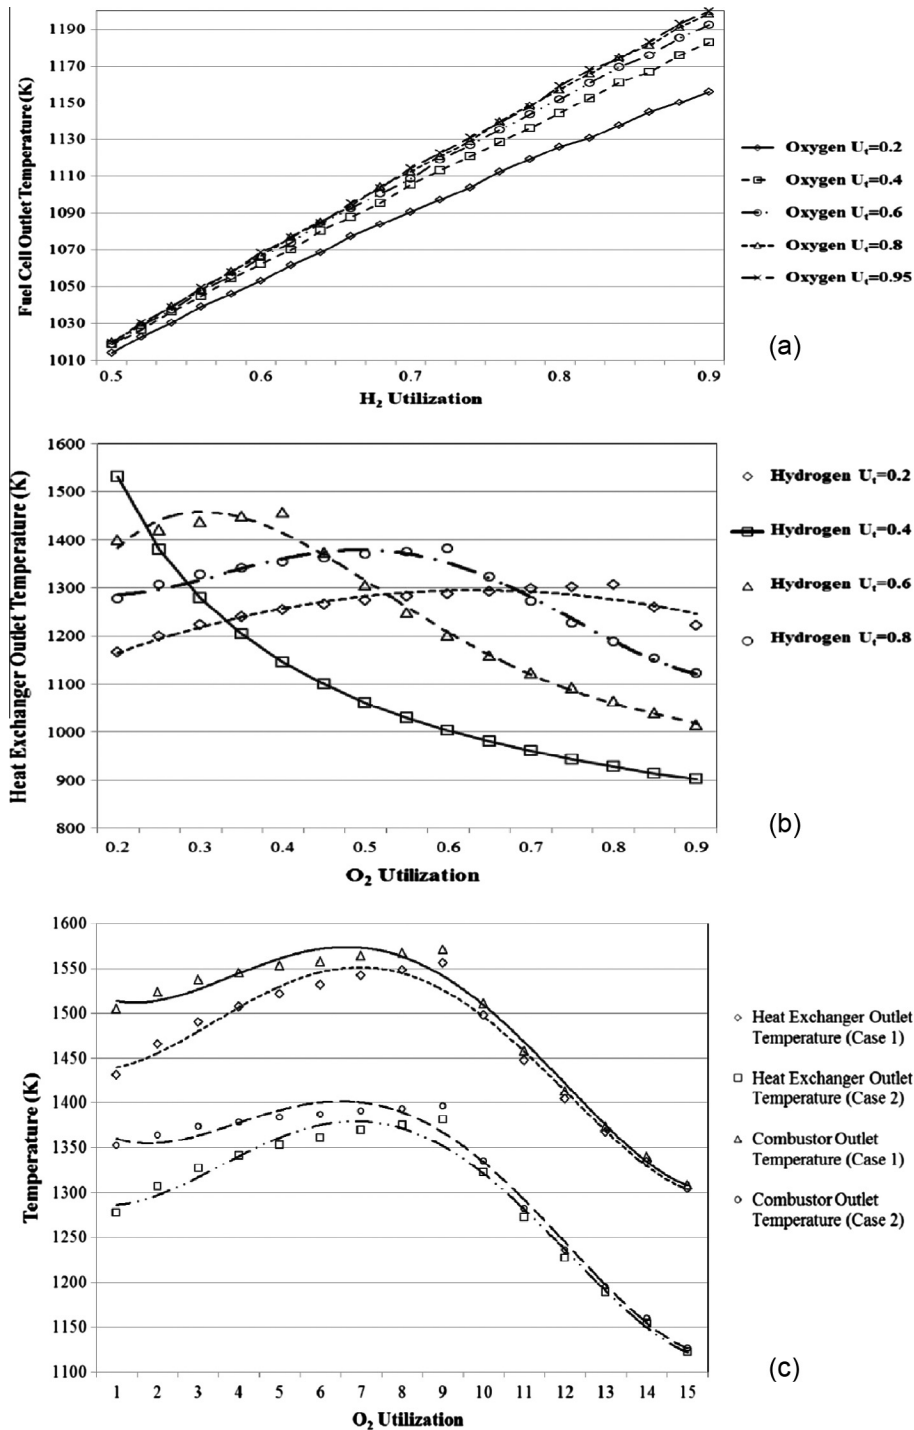 1190
1170
1150
1130
1110
1090
1070
1050
1030
1010
Fuel Cell Outlet Temperature (K)
0.5 0.6 0.7 0.8 0.9
H₂ Utilization
Oxygen Uₜ=0.2
Oxygen Uₜ=0.4
Oxygen Uₜ=0.6
Oxygen Uₜ=0.8
Oxygen Uₜ=0.95
(a)
1600
1500
1400
1300
1200
1100
1000
900
800
Heat Exchanger Outlet Temperature (K)
0.2 0.3 0.4 0.5 0.6 0.7 0.8 0.9
O₂ Utilization
Hydrogen Uₜ=0.2
Hydrogen Uₜ=0.4
Hydrogen Uₜ=0.6
Hydrogen Uₜ=0.8
(b)
1600
1550
1500
1450
1400
1350
1300
1250
1200
1150
1100
Temperature (K)
1 2 3 4 5 6 7 8 9 10 11 12 13 14 15
O₂ Utilization
Heat Exchanger Outlet
Temperature (Case 1)
Heat Exchanger Outlet
Temperature (Case 2)
Combustor Outlet
Temperature (Case 1)
Combustor Outlet
Temperature (Case 2)
(c)